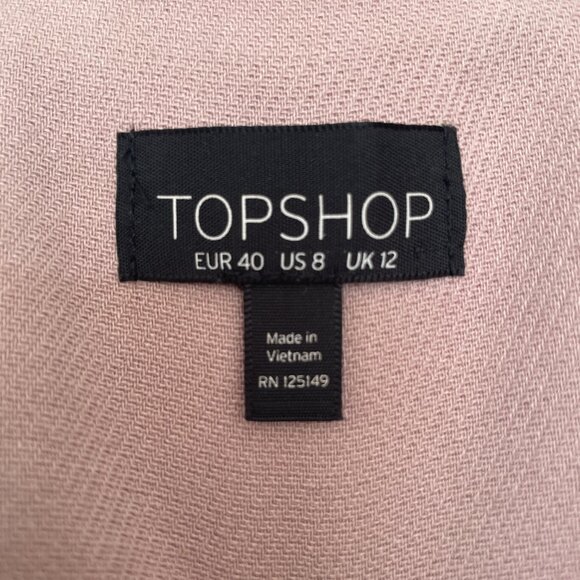 TOPSHOP
EUR 40 US 8 UK 12
Made in
Vietnam
RN 125149